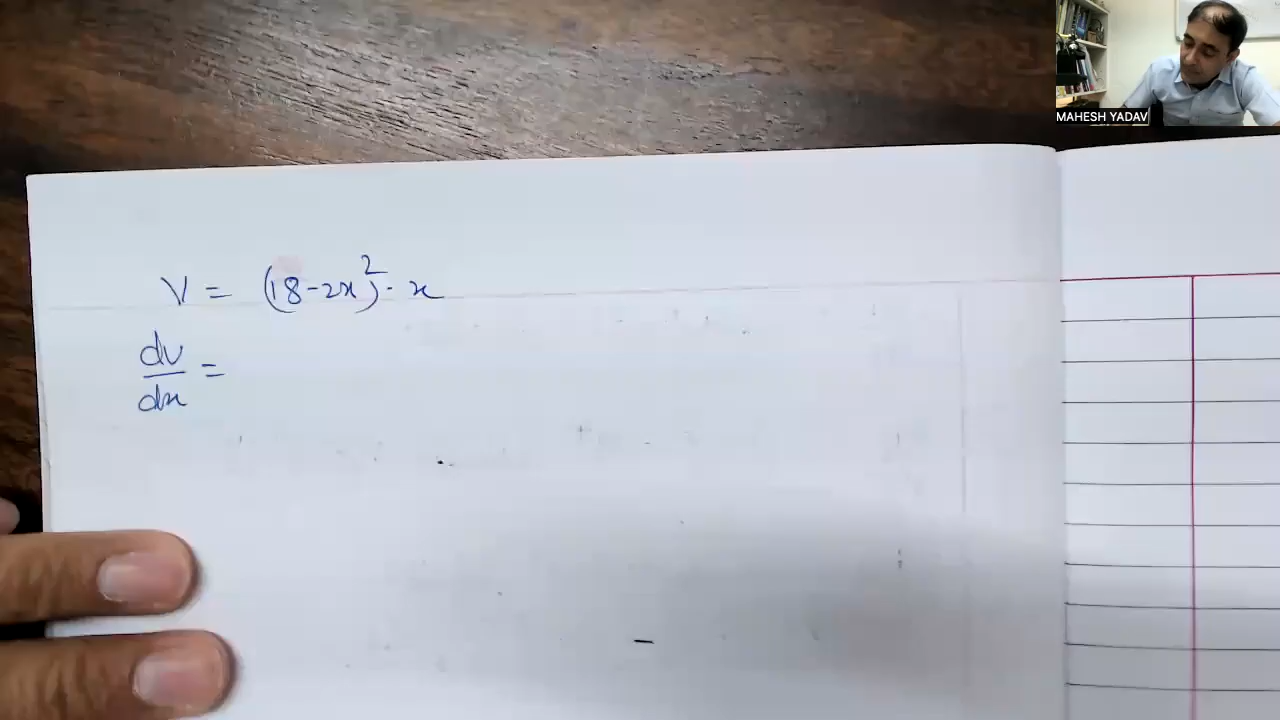 MAHESH YADAV
V = (18-2x)² · x
dv/dx =